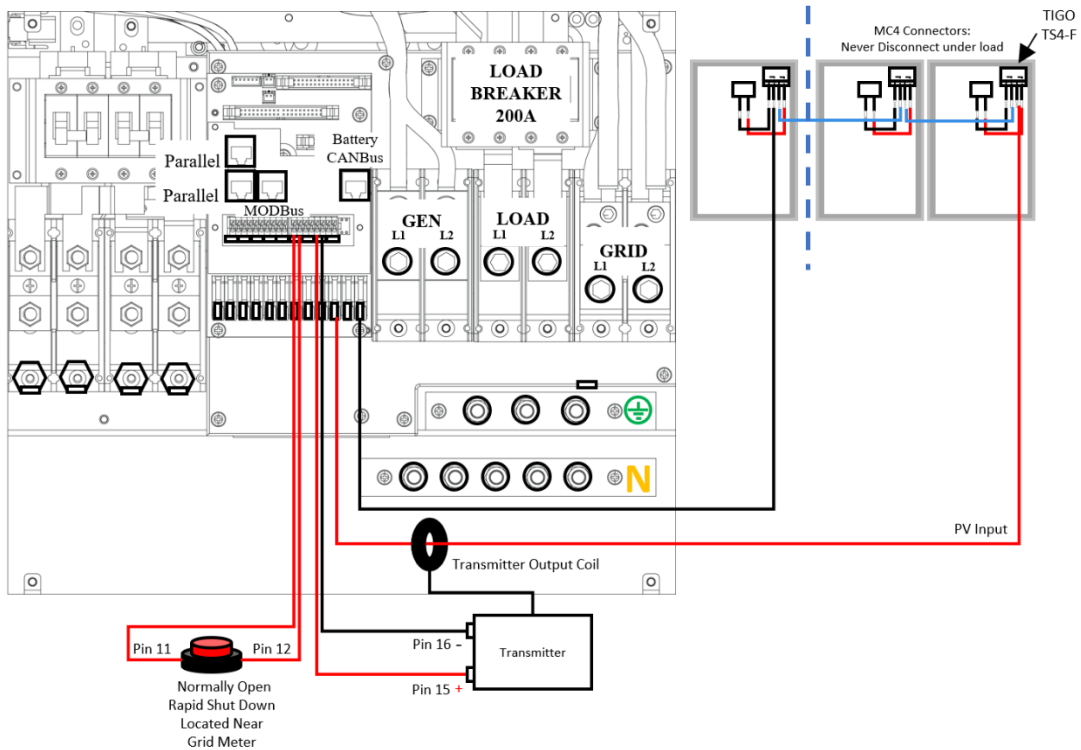 TIGO
TS4-F
MC4 Connectors:
Never Disconnect under load
LOAD
BREAKER
200A
Battery
CANBus
Parallel
Parallel
MODBus
GEN
L1 L2
LOAD
L1 L2
GRID
L1 L2
N
PV Input
Transmitter Output Coil
Pin 11
Pin 12
Pin 16 -
Transmitter
Pin 15 +
Normally Open
Rapid Shut Down
Located Near
Grid Meter